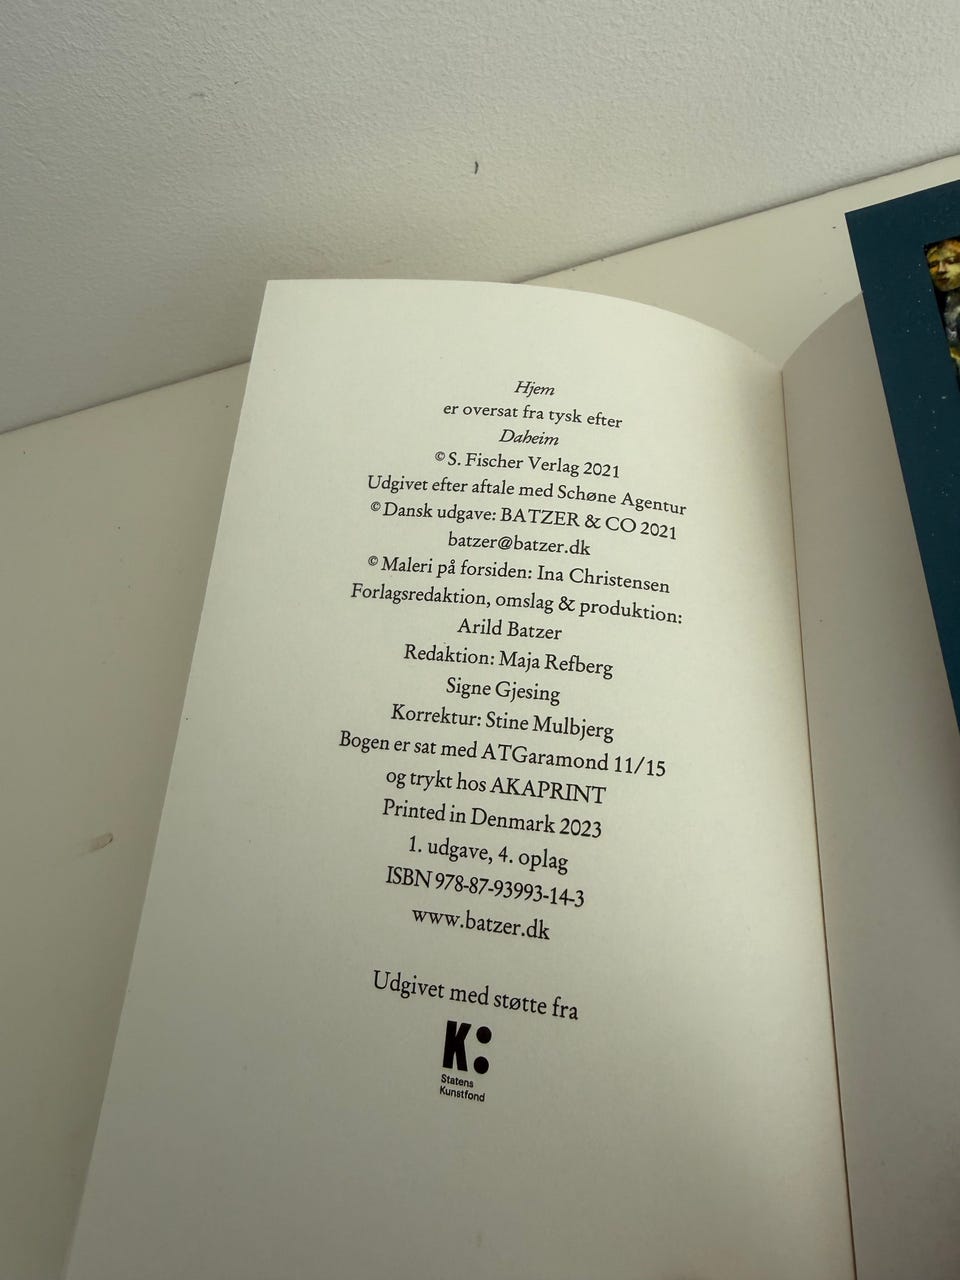 Hjem
er oversat fra tysk efter
Daheim
© S. Fischer Verlag 2021
Udgivet efter aftale med Schøne Agentur
© Dansk udgave: BATZER & CO 2021
batzer@batzer.dk
© Maleri på forsiden: Ina Christensen
Forlagsredaktion, omslag & produktion:
Arild Batzer
Redaktion: Maja Refberg
Signe Gjesing
Korrektur: Stine Mulbjerg
Bogen er sat med ATGaramond 11/15
og trykt hos AKAPRINT
Printed in Denmark 2023
1. udgave, 4. oplag
ISBN 978-87-93993-14-3
www.batzer.dk
Udgivet med støtte fra
K:
Statens
Kunstfond